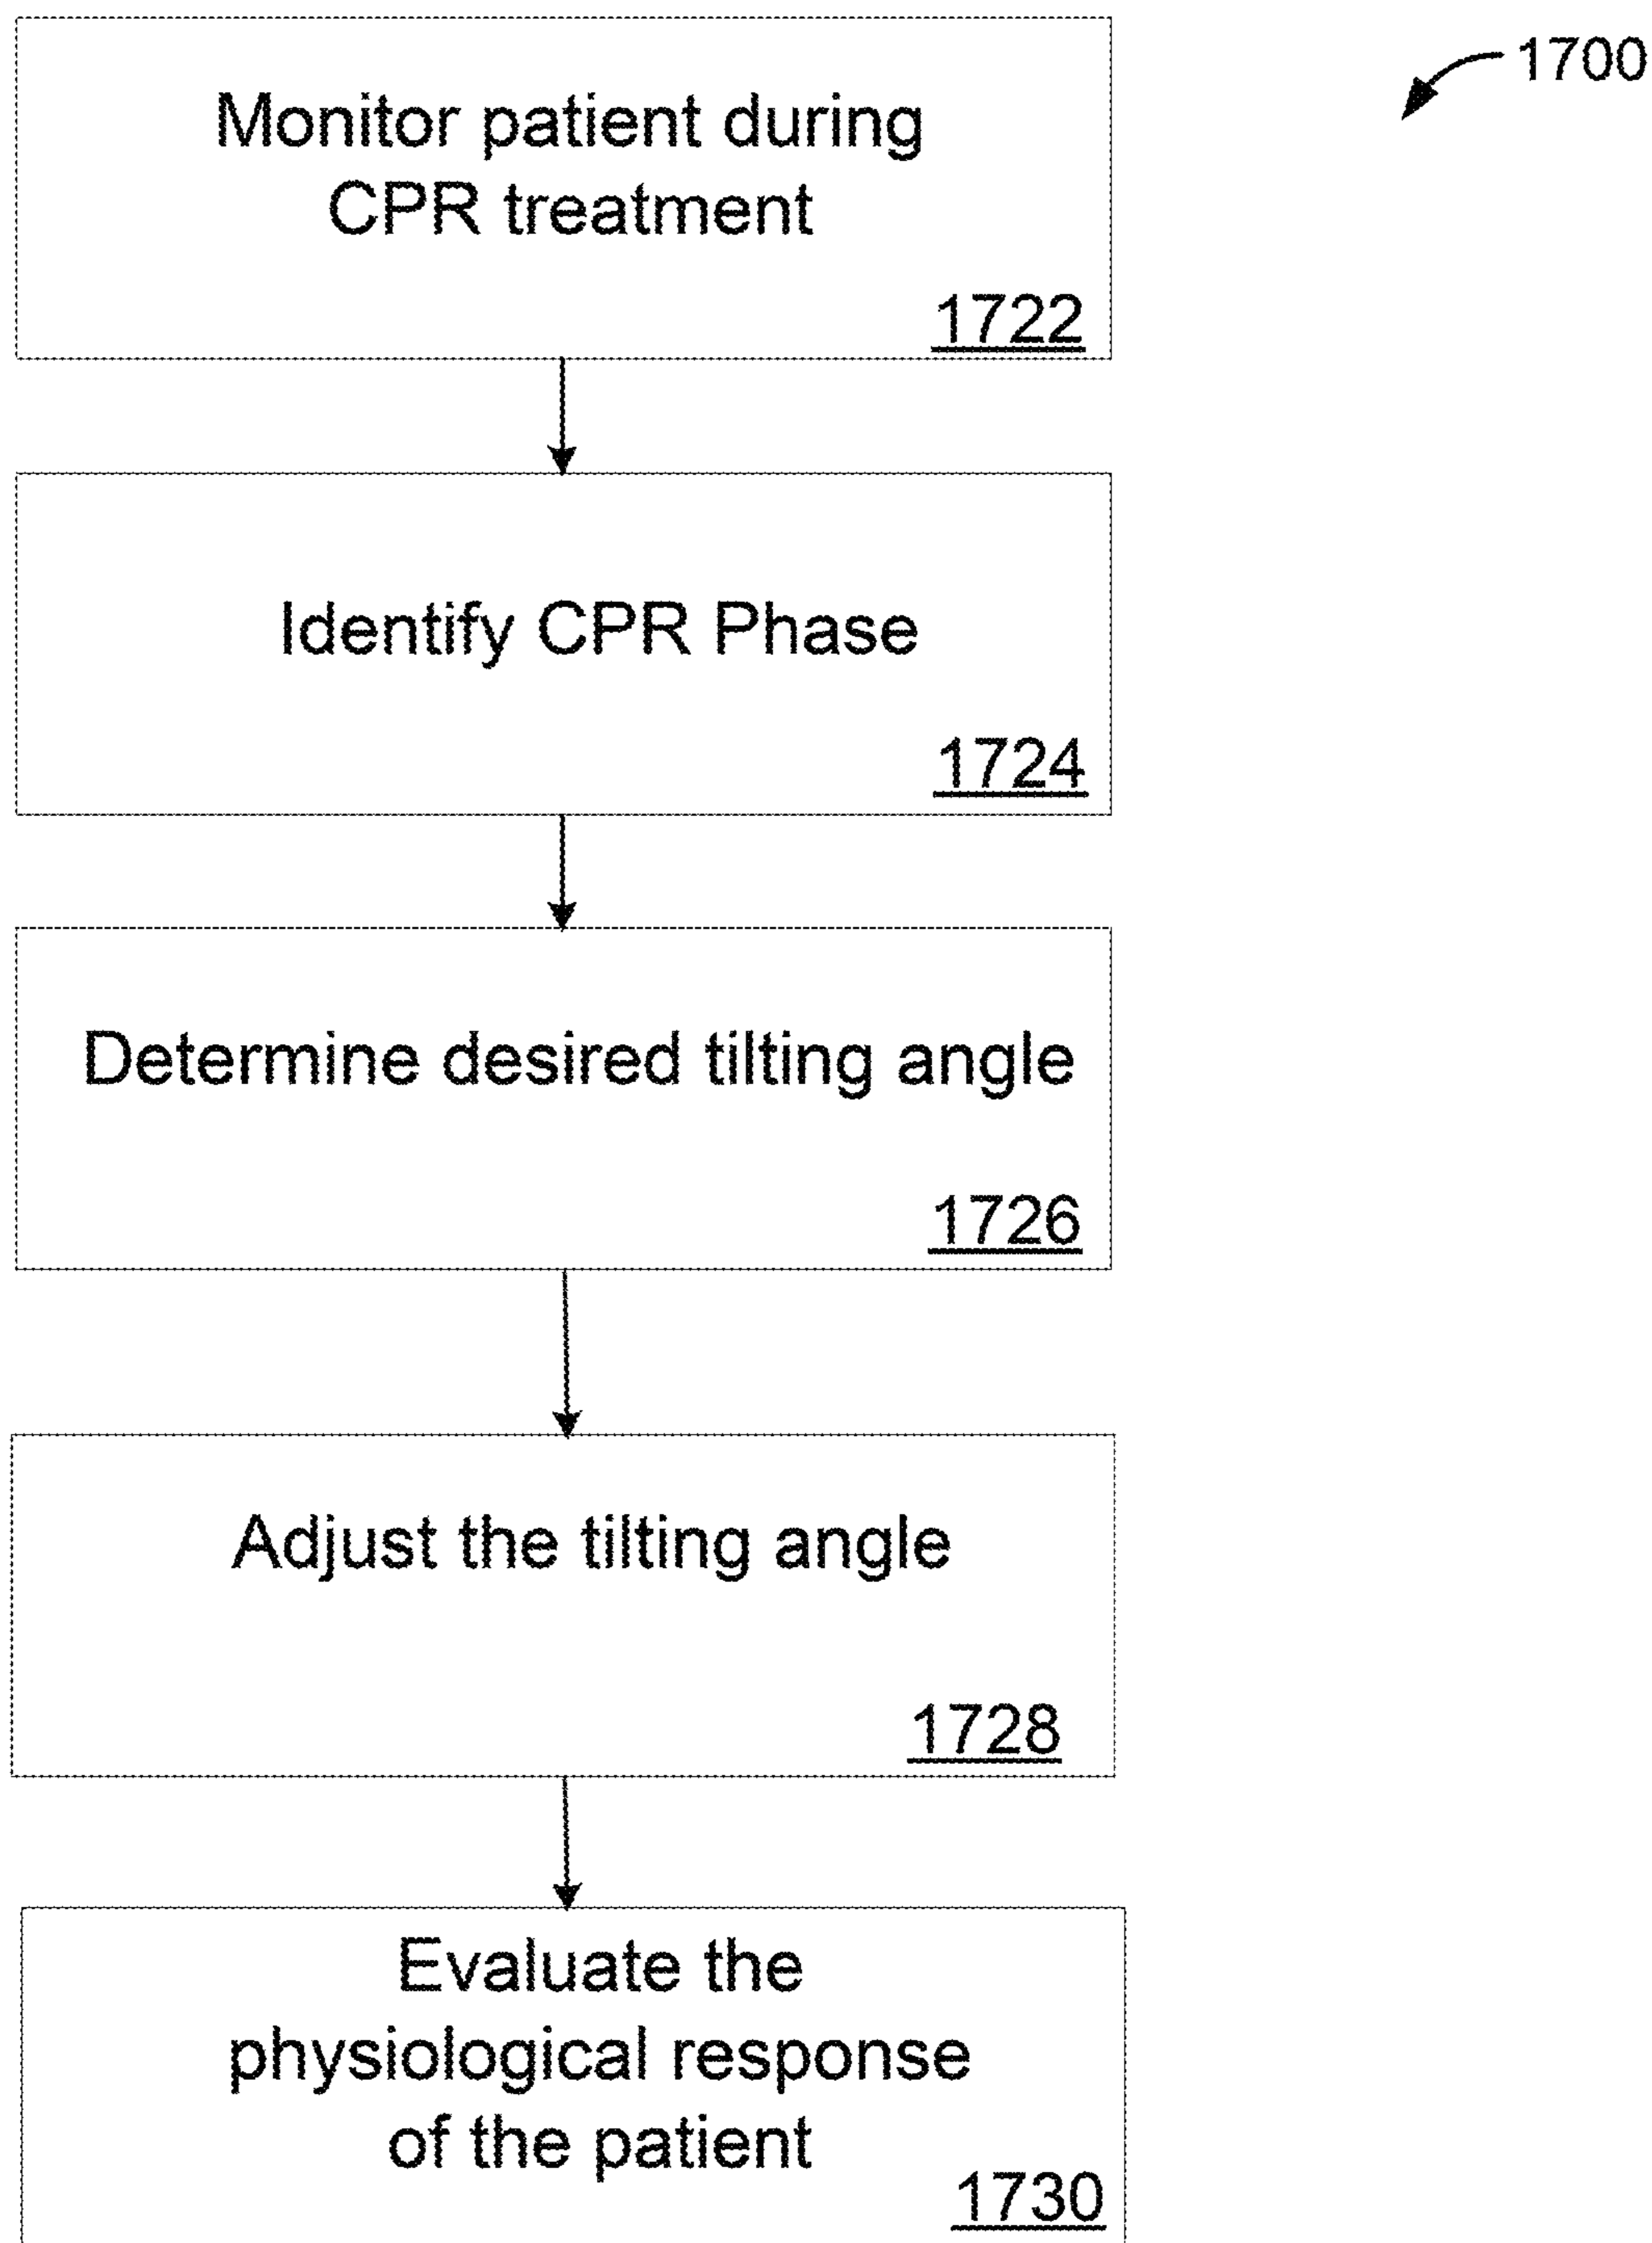 1700
Monitor patient during
CPR treatment
1722
Identify CPR Phase
1724
Determine desired tilting angle
1726
Adjust the tilting angle
1728
Evaluate the
physiological response
of the patient
1730